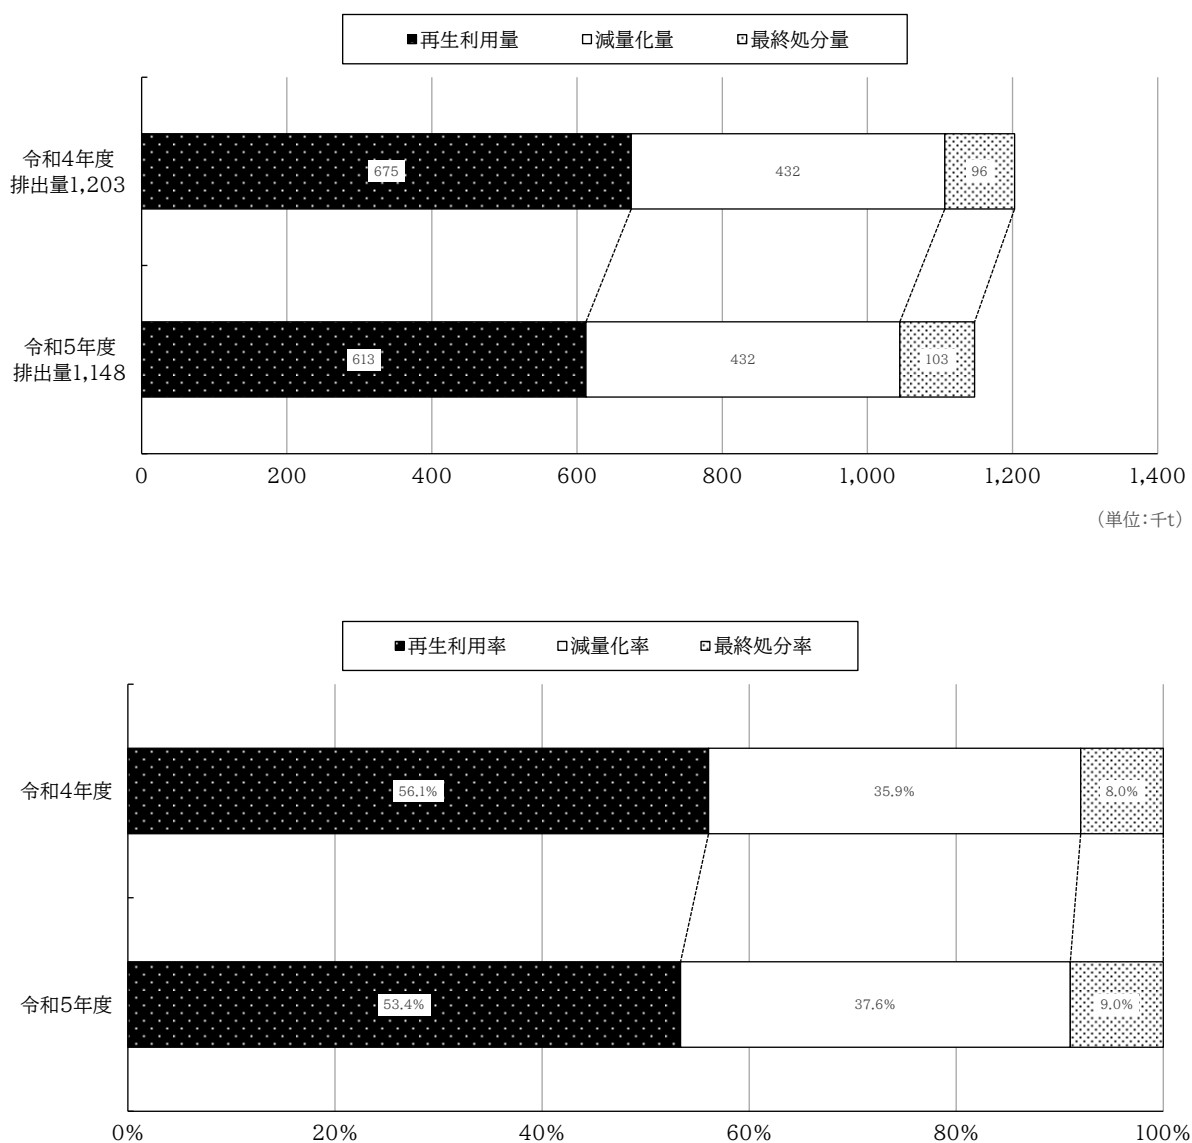 再生利用量 減量化量 最終処分量
令和4年度
排出量1,203
675 432 96
令和5年度
排出量1,148
613 432 103
0 200 400 600 800 1,000 1,200 1,400
（単位：千t）
再生利用率 減量化率 最終処分率
令和4年度 56.1% 35.9% 8.0%
令和5年度 53.4% 37.6% 9.0%
0% 20% 40% 60% 80% 100%